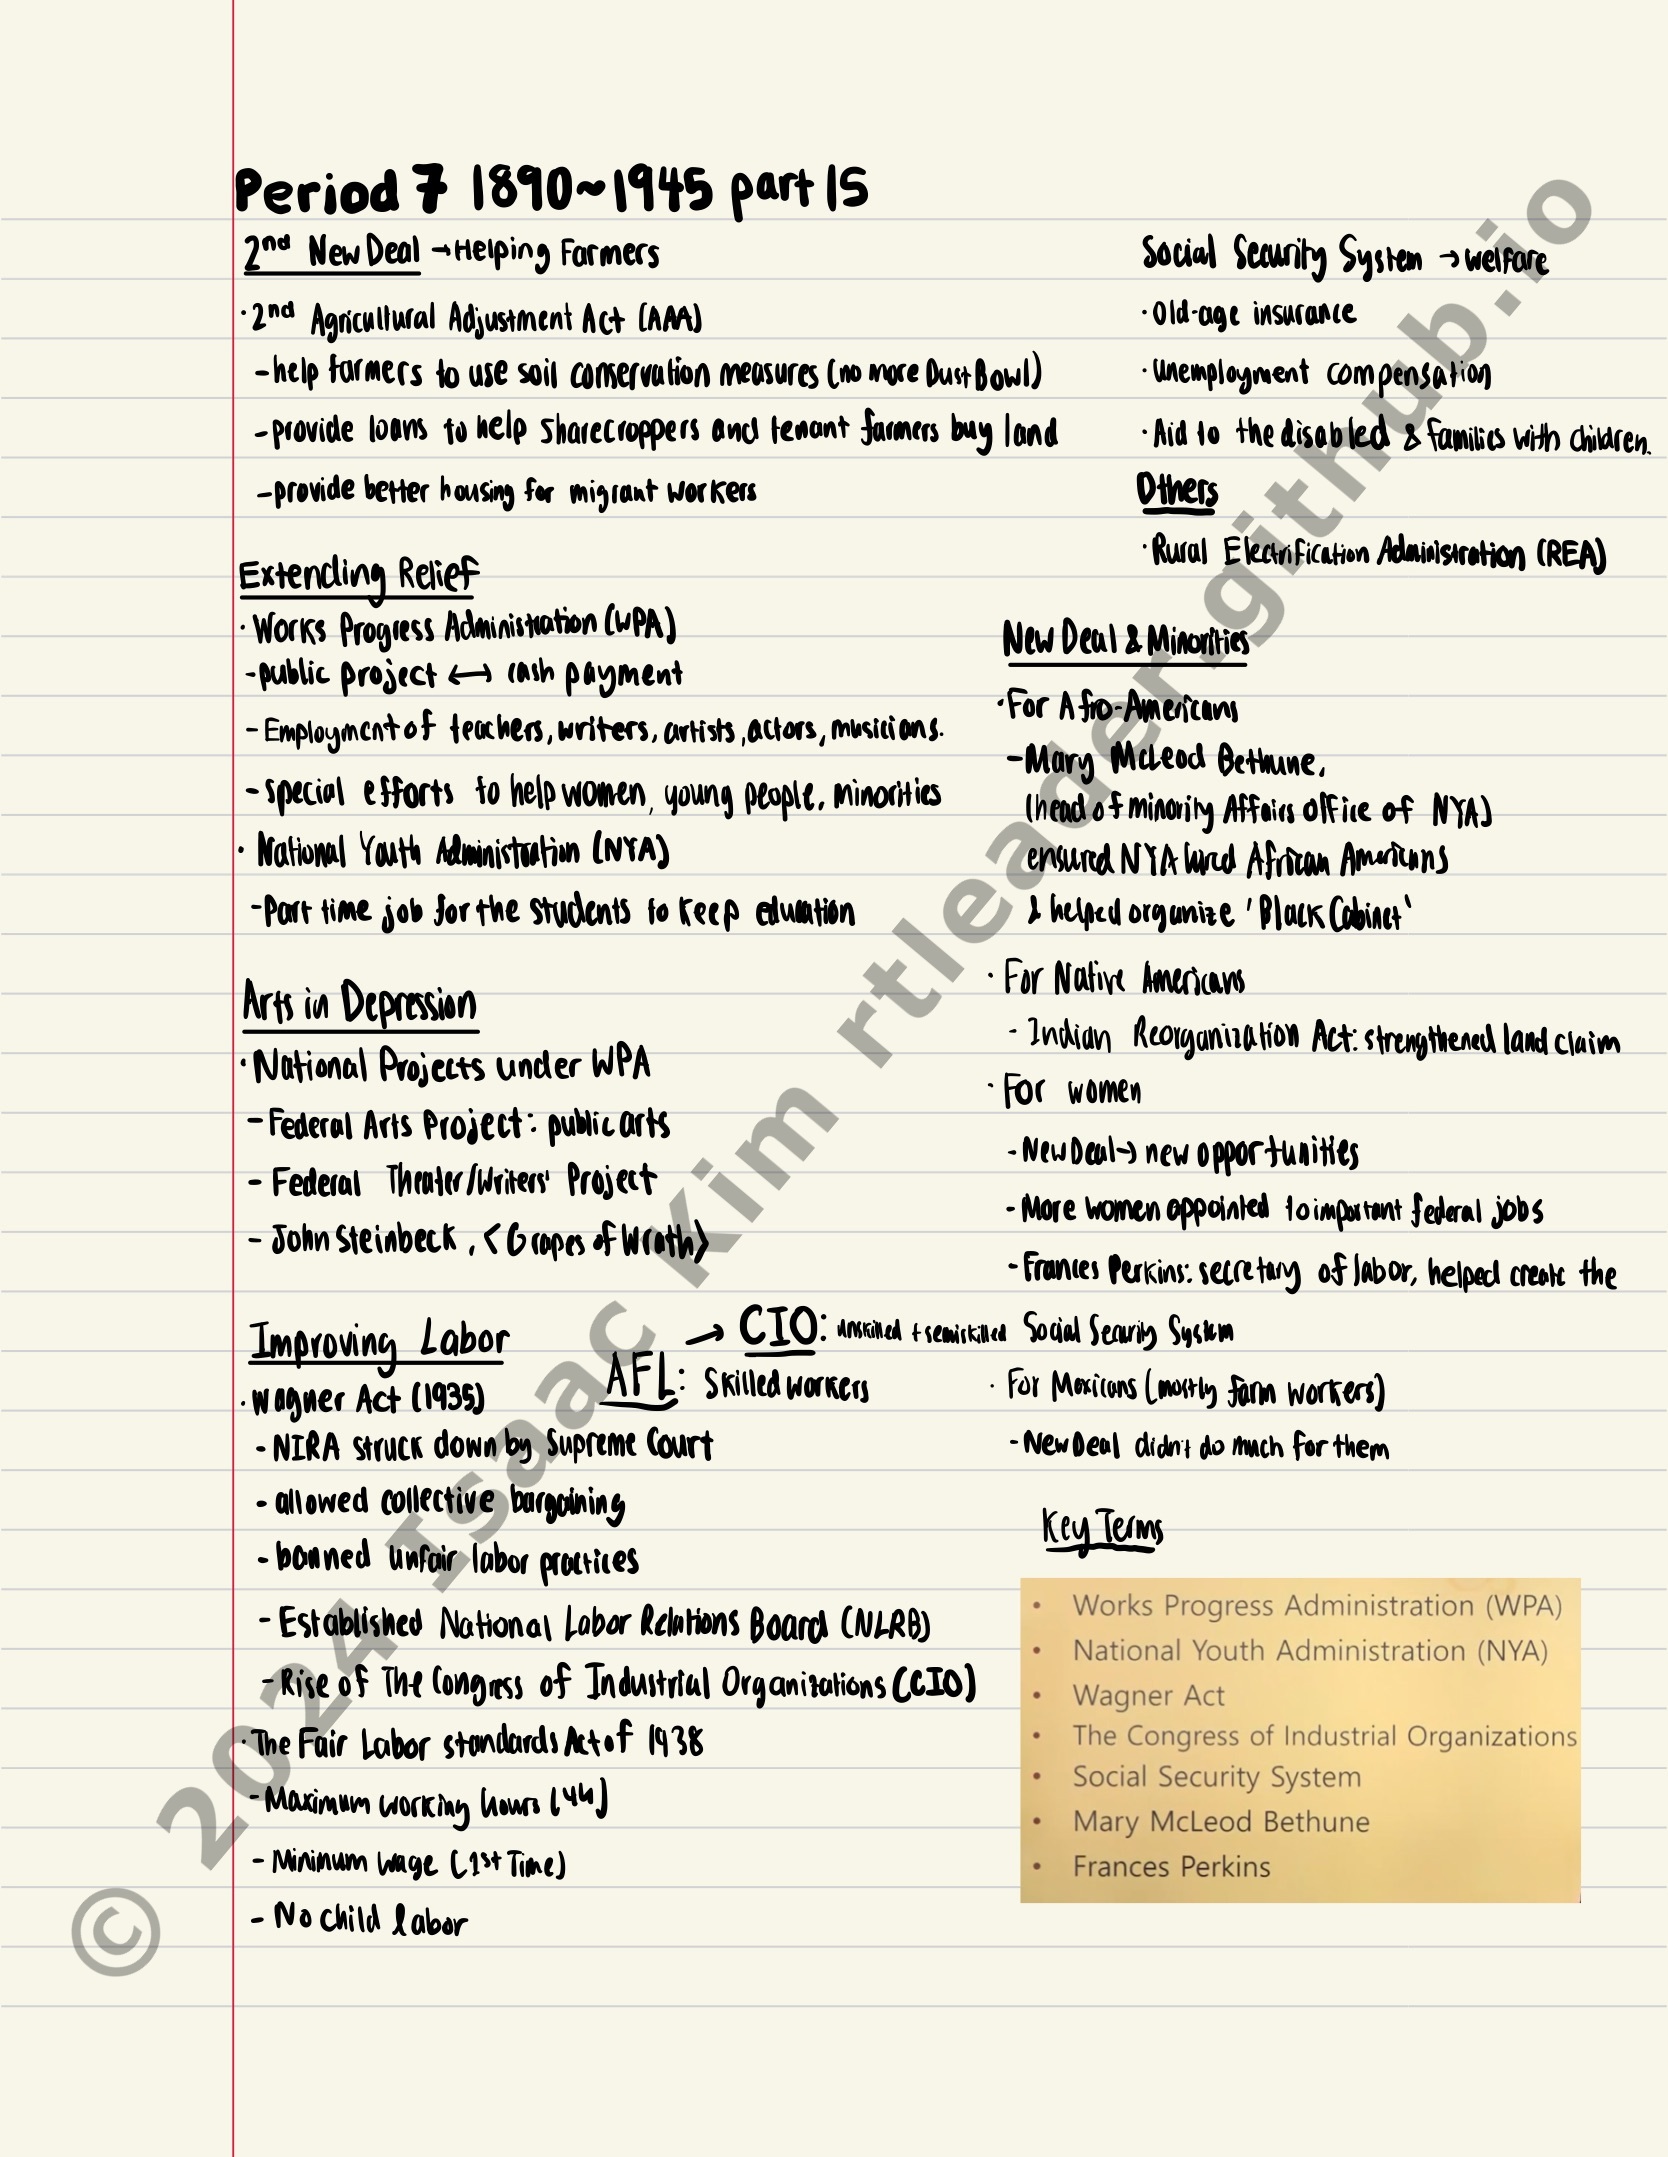 Period 7 1890~1945 part 15
2nd New Deal → Helping Farmers
· 2nd Agricultural Adjustment Act (AAA)
- help farmers to use soil conservation measures (no more Dust Bowl)
- provide loans to help sharecroppers and tenant farmers buy land
- provide better housing for migrant workers
Extending Relief
· Works Progress Administration (WPA)
- public project ↔ cash payment
- Employment of teachers, writers, artists, actors, musicians.
- special efforts to help women, young people, minorities
· National Youth Administration (NYA)
- Part time job for the students to keep education
Arts in Depression
· National Projects under WPA
- Federal Arts Project: public arts
- Federal Theater/Writers' Project
- John Steinbeck, <Grapes of Wrath>
Improving Labor
→ CIO: unskilled + semiskilled
AFL: Skilled workers
· Wagner Act (1935)
- NIRA struck down by Supreme Court
- allowed collective bargaining
- banned unfair labor practices
- Established National Labor Relations Board (NLRB)
- Rise of The Congress of Industrial Organizations (CIO)
· The Fair Labor standards Act of 1938
- Maximum working hours (44)
- Mininum wage (1st Time)
- No child labor
Social Security System → welfare
· Old-age insurance
· Unemployment compensation
· Aid to the disabled & families with children.
Others
· Rural Electrification Administration (REA)
New Deal & Minorities
· For Afro-Americans
- Mary McLeod Bethune,
(head of minority Affairs office of NYA)
ensured NYA hired African Americans
& helped organize 'Black Cabinet'
· For Native Americans
- Indian Reorganization Act: strengthened land claim
· For women
- New Deal → new opportunities
- More women appointed to important federal jobs
- Frances Perkins: secretary of labor, helped create the
Social Security System
· For Mexicans (mostly farm workers)
- New Deal didn't do much for them
Key Terms
• Works Progress Administration (WPA)
• National Youth Administration (NYA)
• Wagner Act
• The Congress of Industrial Organizations
• Social Security System
• Mary McLeod Bethune
• Frances Perkins
© 2024 Isaac Kim rtleader.github.io